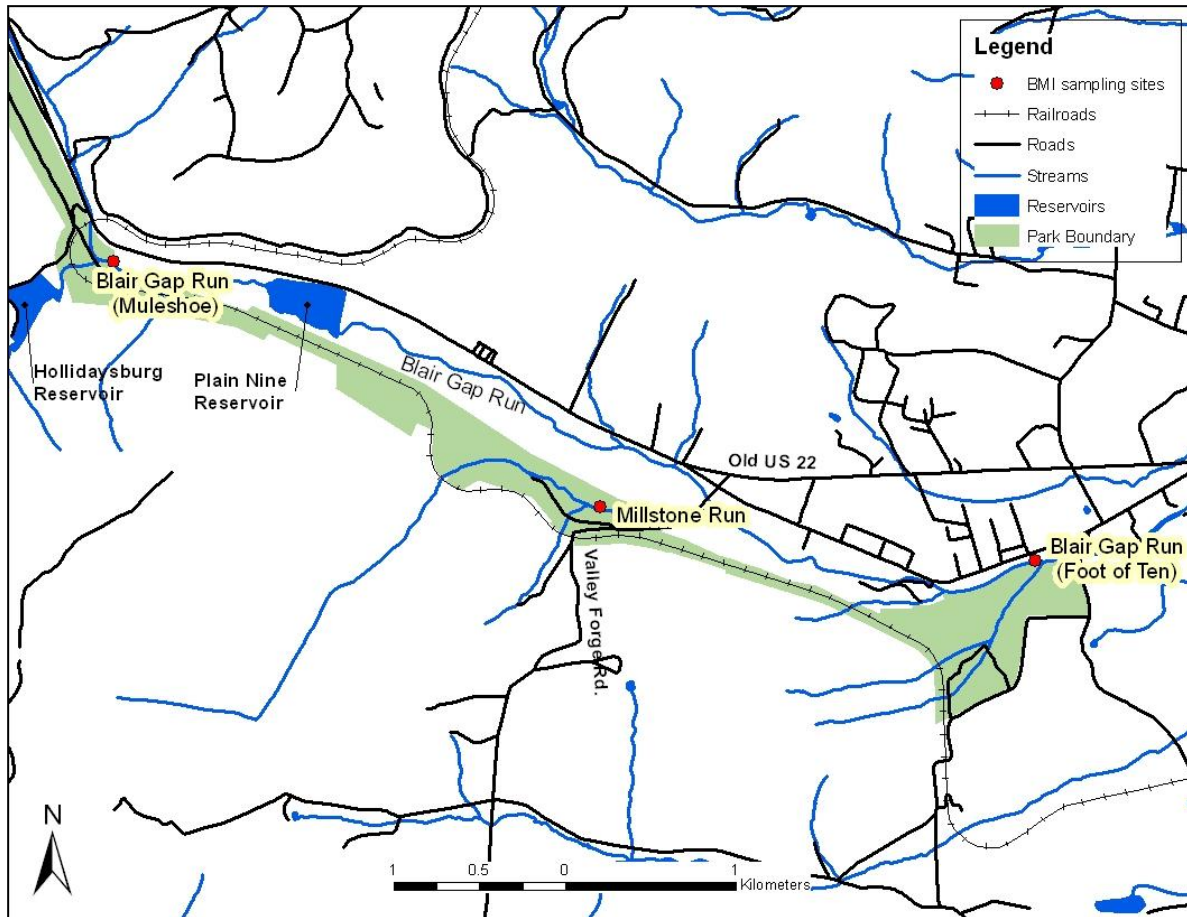 Legend
BMI sampling sites
Railroads
Roads
Streams
Reservoirs
Park Boundary
Blair Gap Run
(Muleshoe)
Hollidaysburg
Reservoir
Plain Nine
Reservoir
Blair Gap Run
Old US 22
Millstone Run
Blair Gap Run
(Foot of Ten)
Valley Forge Rd.
N
1 0 1
Kilometers